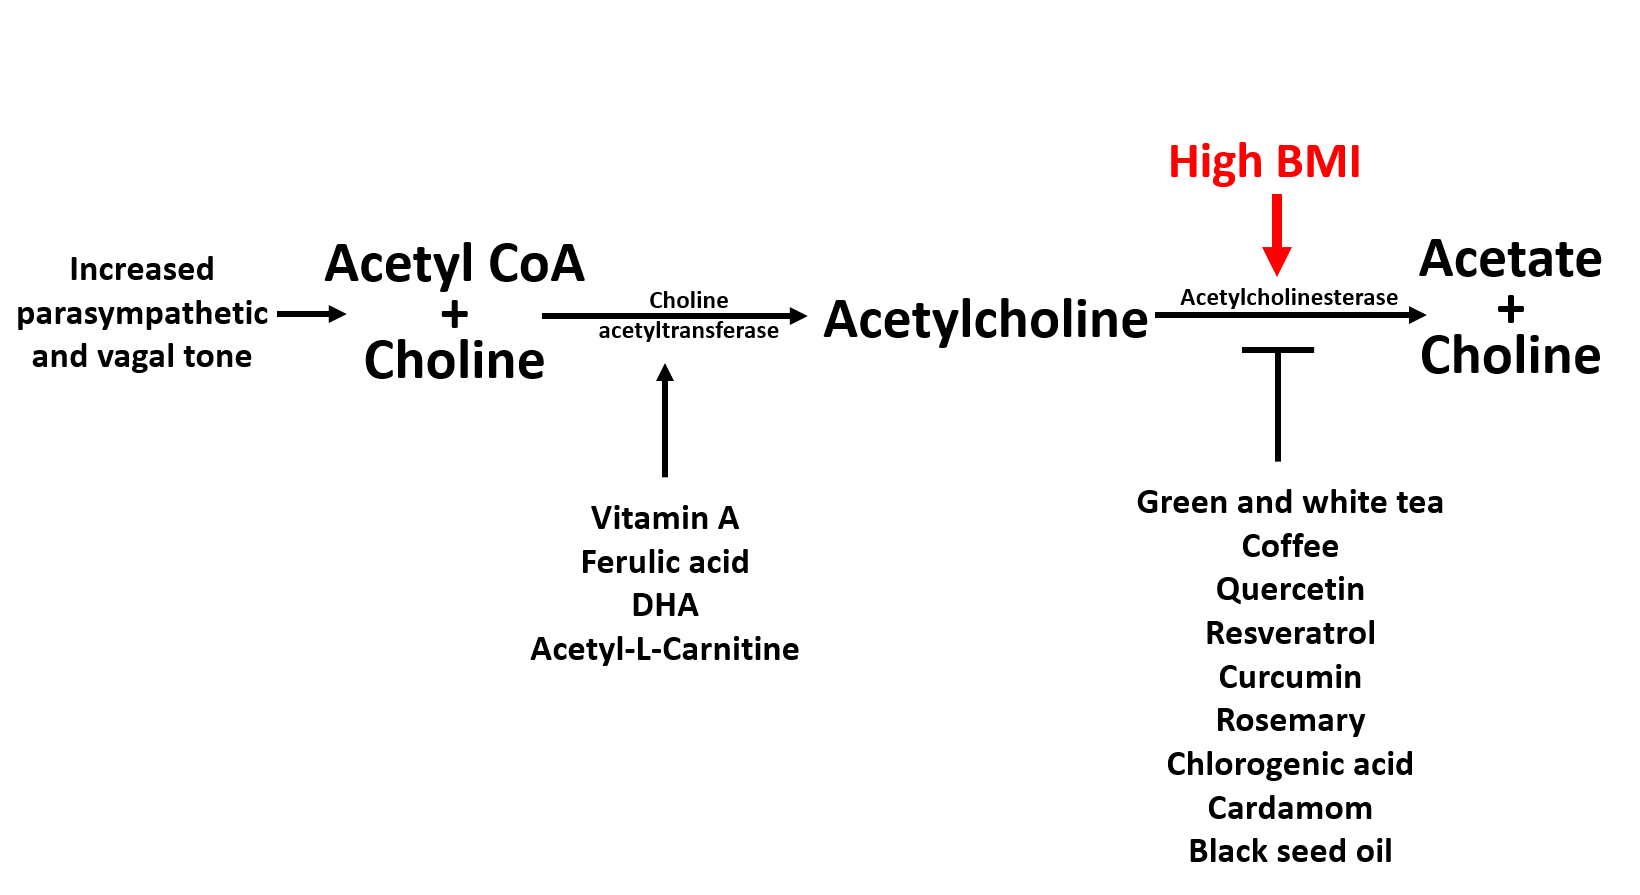 High BMI
Increased
parasympathetic
and vagal tone
Acetyl CoA
+
Choline
Choline
acetyltransferase
Acetylcholine
Acetylcholinesterase
Acetate
+
Choline
Vitamin A
Ferulic acid
DHA
Acetyl-L-Carnitine
Green and white tea
Coffee
Quercetin
Resveratrol
Curcumin
Rosemary
Chlorogenic acid
Cardamom
Black seed oil